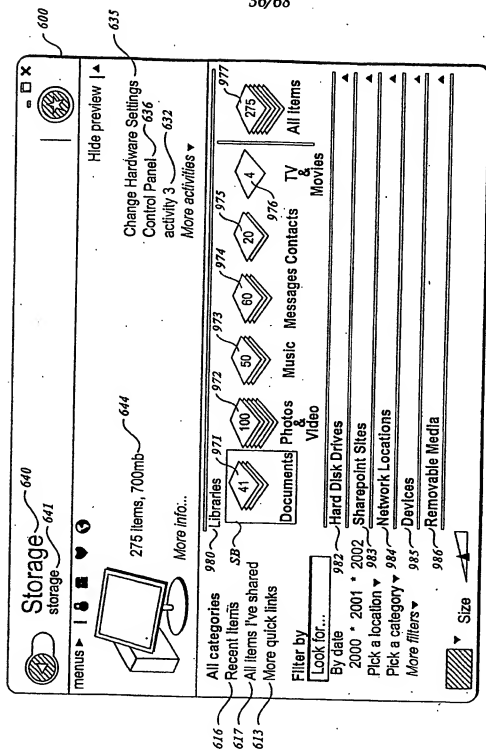 36/68
600
Storage 640
storage 641
menus
Hide preview
275 items, 700mb 644
More info...
Change Hardware Settings 635
Control Panel 636
activity 3 632
More activities
All categories
616 Recent Items
617 All items I've shared
613 More quick links
Filter by
Look for...
By date
2000 * 2001 * 2002
Pick a location
Pick a category
More filters
Size
980 Libraries
SB
971 972 973 974 975 976 977
41 100 50 60 20 4 275
Documents Photos & Video Music Messages Contacts TV & Movies All Items
982 Hard Disk Drives
983 Sharepoint Sites
984 Network Locations
985 Devices
986 Removable Media